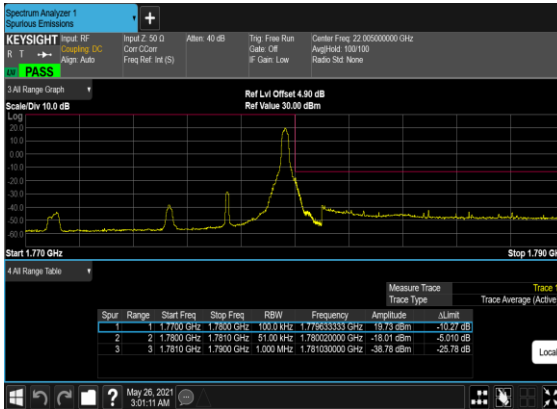 Spectrum Analyzer 1
Spurious Emissions
+
KEYSIGHT Input: RF Input Z: 50 Ω Atten: 40 dB Trig: Free Run Center Freq: 22.005000000 GHz
R T Coupling: DC Corr CCorr Gate: Off Avg|Hold: 100/100
Align: Auto Freq Ref: Int (S) IF Gain: Low Radio Std: None
LXI PASS
3 All Range Graph
Ref Lvl Offset 4.90 dB
Scale/Div 10.0 dB Ref Value 30.00 dBm
Log
20.0
10.0
0.00
-10.0
-20.0
-30.0
-40.0
-50.0
-60.0
Start 1.770 GHz Stop 1.790 GH
4 All Range Table
Measure Trace Trace 1
Trace Type Trace Average (Active
Spur Range Start Freq Stop Freq RBW Frequency Amplitude ΔLimit
1 1 1.7700 GHz 1.7800 GHz 100.0 kHz 1.779633333 GHz 19.73 dBm -10.27 dB
2 2 1.7800 GHz 1.7810 GHz 51.00 kHz 1.780020000 GHz -18.01 dBm -5.010 dB
3 3 1.7810 GHz 1.7900 GHz 1.000 MHz 1.781030000 GHz -38.78 dBm -25.78 dB
Local
? May 26, 2021
3:01:11 AM